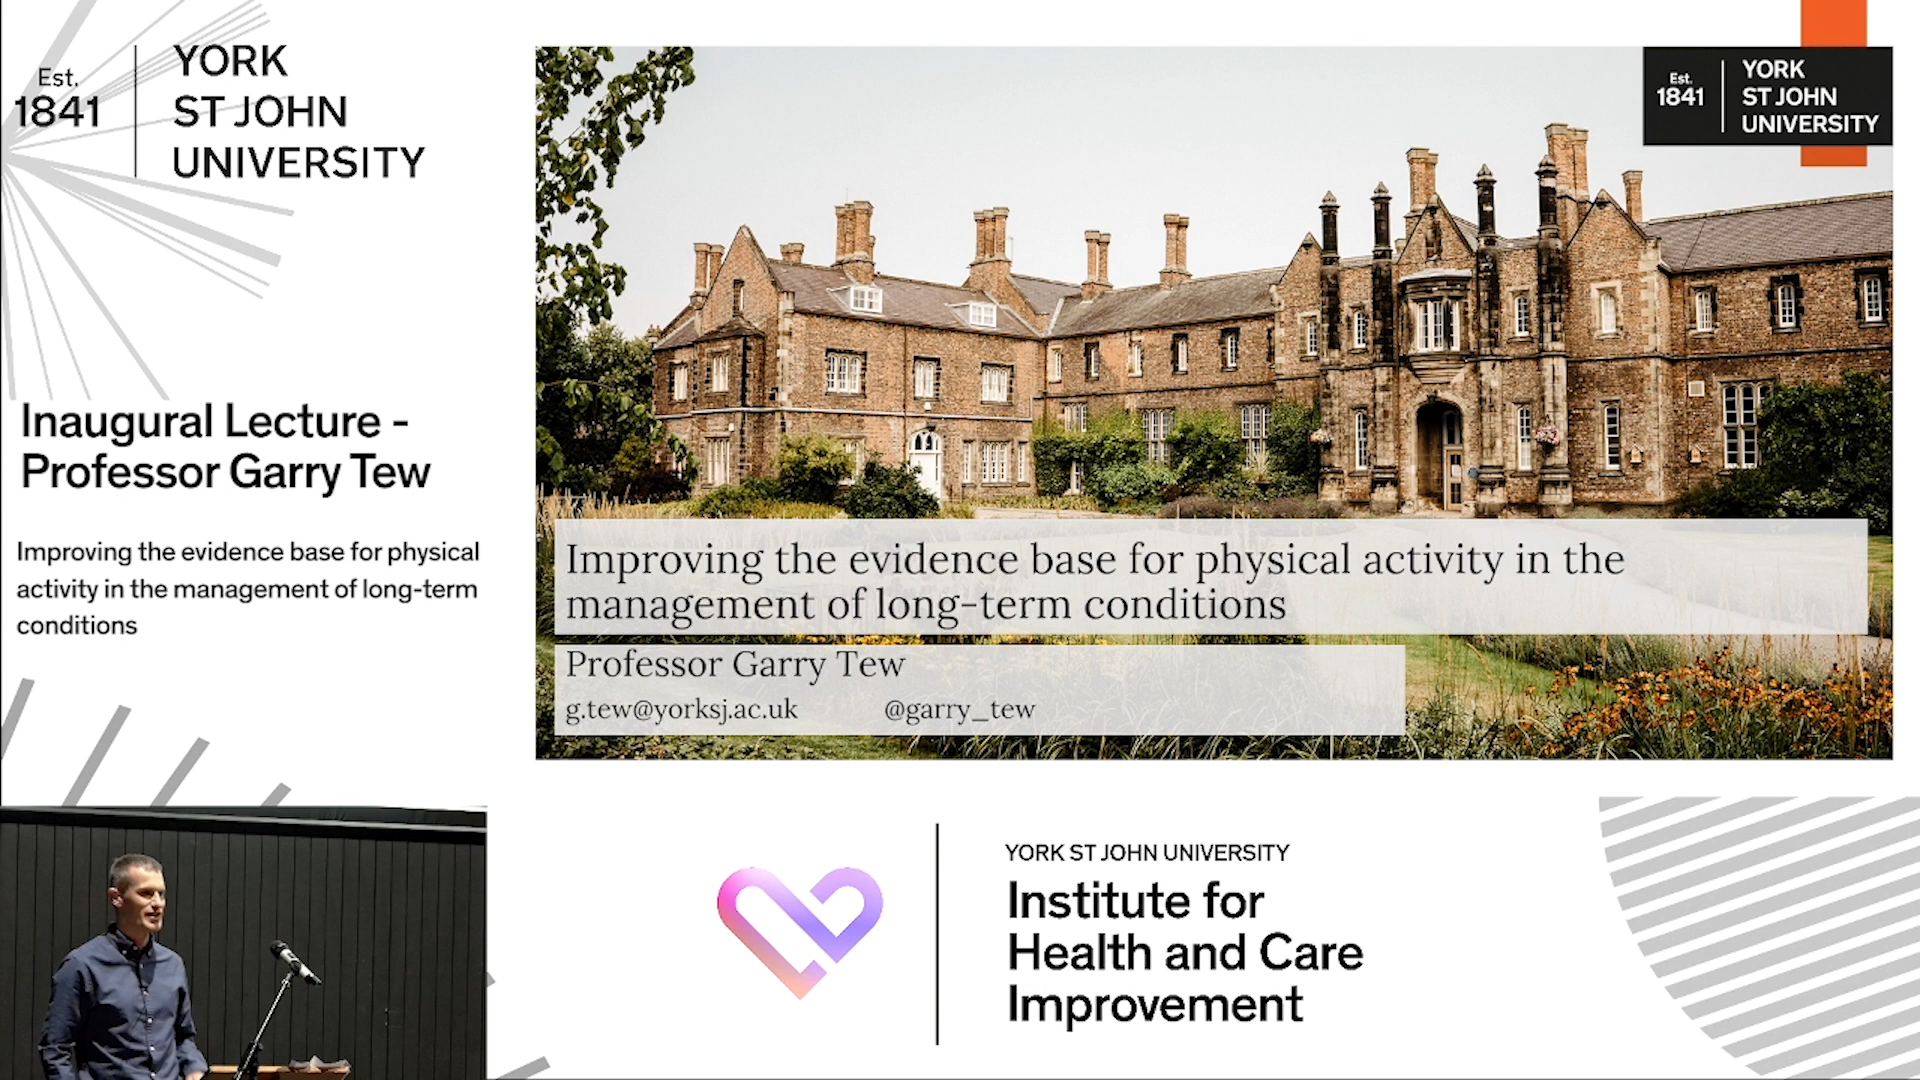 Est.
1841
YORK
ST JOHN
UNIVERSITY
Inaugural Lecture -
Professor Garry Tew
Improving the evidence base for physical
activity in the management of long-term
conditions
Est.
1841
YORK
ST JOHN
UNIVERSITY
Improving the evidence base for physical activity in the
management of long-term conditions
Professor Garry Tew
g.tew@yorksj.ac.uk @garry_tew
YORK ST JOHN UNIVERSITY
Institute for
Health and Care
Improvement